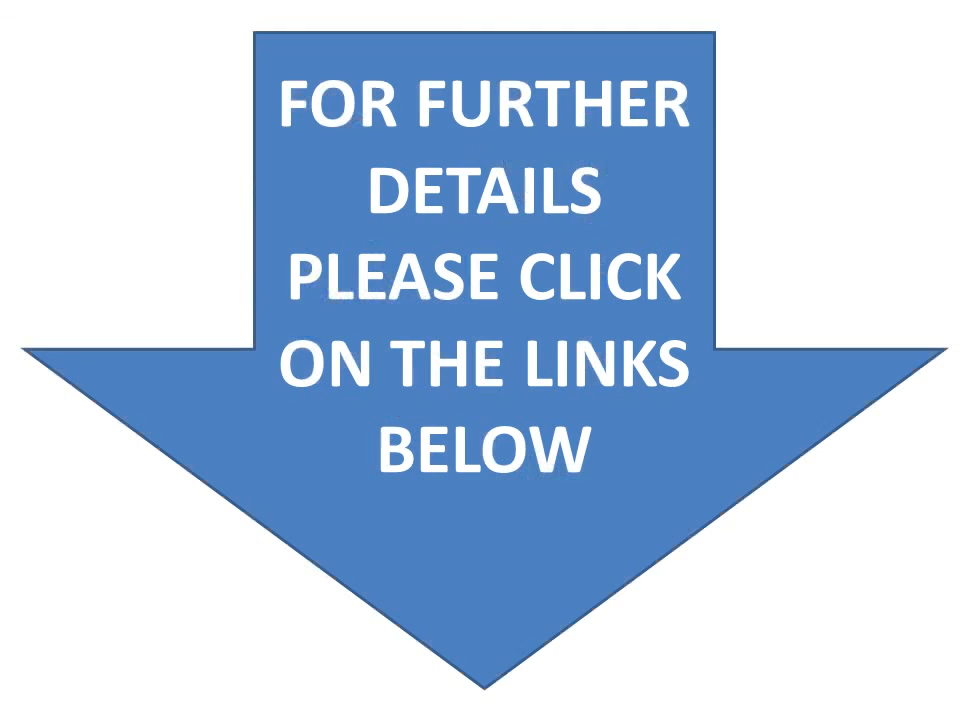 FOR FURTHER
DETAILS
PLEASE CLICK
ON THE LINKS
BELOW